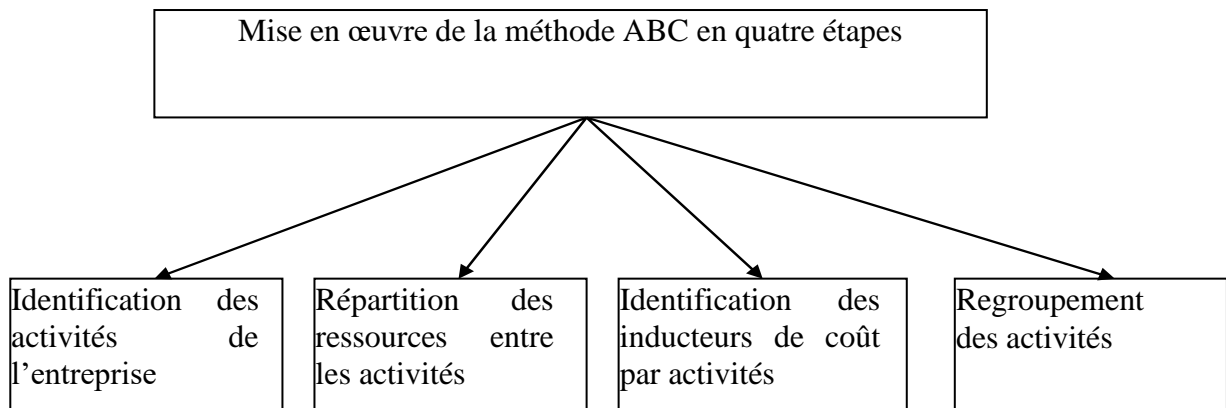 Mise en œuvre de la méthode ABC en quatre étapes
Identification des
activités de
l’entreprise
Répartition des
ressources entre
les activités
Identification des
inducteurs de coût
par activités
Regroupement
des activités